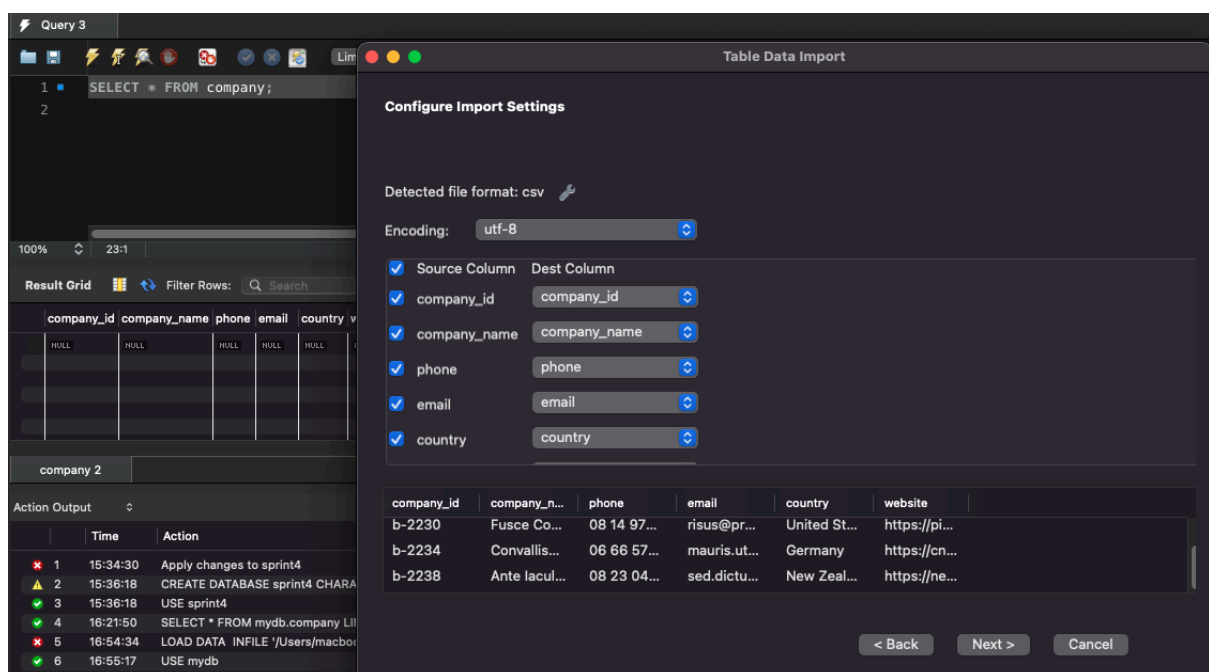 Query 3
Lim
Table Data Import
1 SELECT * FROM company;
2
Configure Import Settings
Detected file format: csv
Encoding: utf-8
100% 23:1
Source Column Dest Column
Result Grid Filter Rows: Search
company_id company_id
company_id company_name phone email country w
company_name company_name
NULL NULL NULL NULL NULL
phone phone
email email
country country
company 2
Action Output
company_id company_n... phone email country website
b-2230 Fusce Co... 08 14 97... risus@pr... United St... https://pi...
Time Action
b-2234 Convallis... 06 66 57... mauris.ut... Germany https://cn...
1 15:34:30 Apply changes to sprint4
b-2238 Ante lacul... 08 23 04... sed.dictu... New Zeal... https://ne...
2 15:36:18 CREATE DATABASE sprint4 CHARA
3 15:36:18 USE sprint4
4 16:21:50 SELECT * FROM mydb.company LI
5 16:54:34 LOAD DATA INFILE '/Users/macboo
6 16:55:17 USE mydb
< Back Next > Cancel